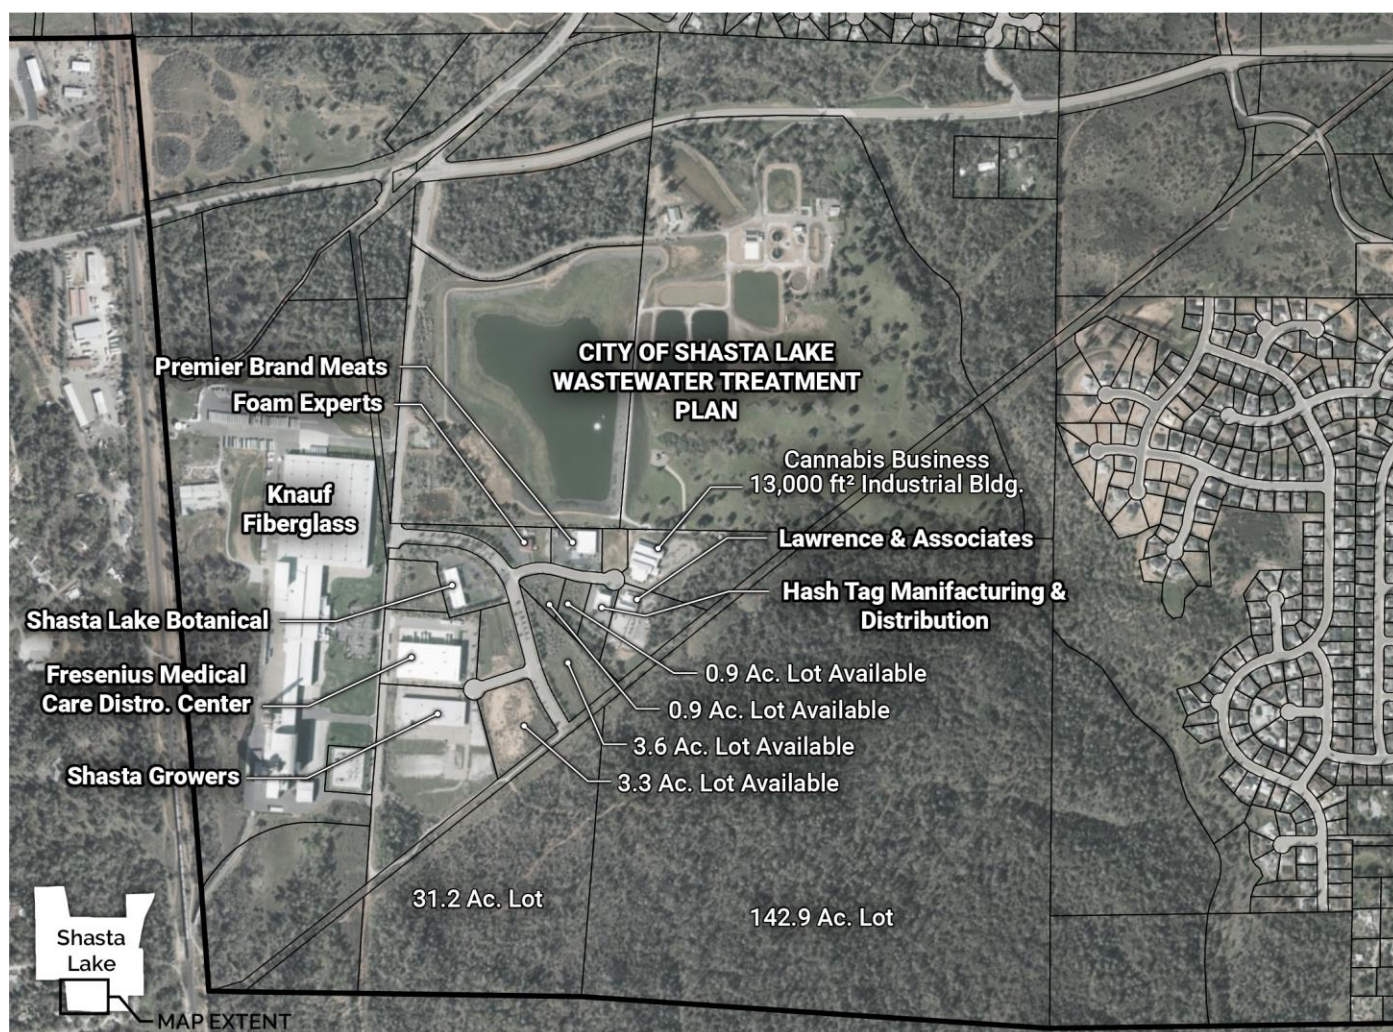 Premier Brand Meats
Foam Experts
CITY OF SHASTA LAKE
WASTEWATER TREATMENT
PLAN
Knauf
Fiberglass
Cannabis Business
13,000 ft² Industrial Bldg.
Lawrence & Associates
Hash Tag Manifacturing &
Distribution
Shasta Lake Botanical
Fresenius Medical
Care Distro. Center
Shasta Growers
0.9 Ac. Lot Available
0.9 Ac. Lot Available
3.6 Ac. Lot Available
3.3 Ac. Lot Available
31.2 Ac. Lot
142.9 Ac. Lot
Shasta
Lake
MAP EXTENT